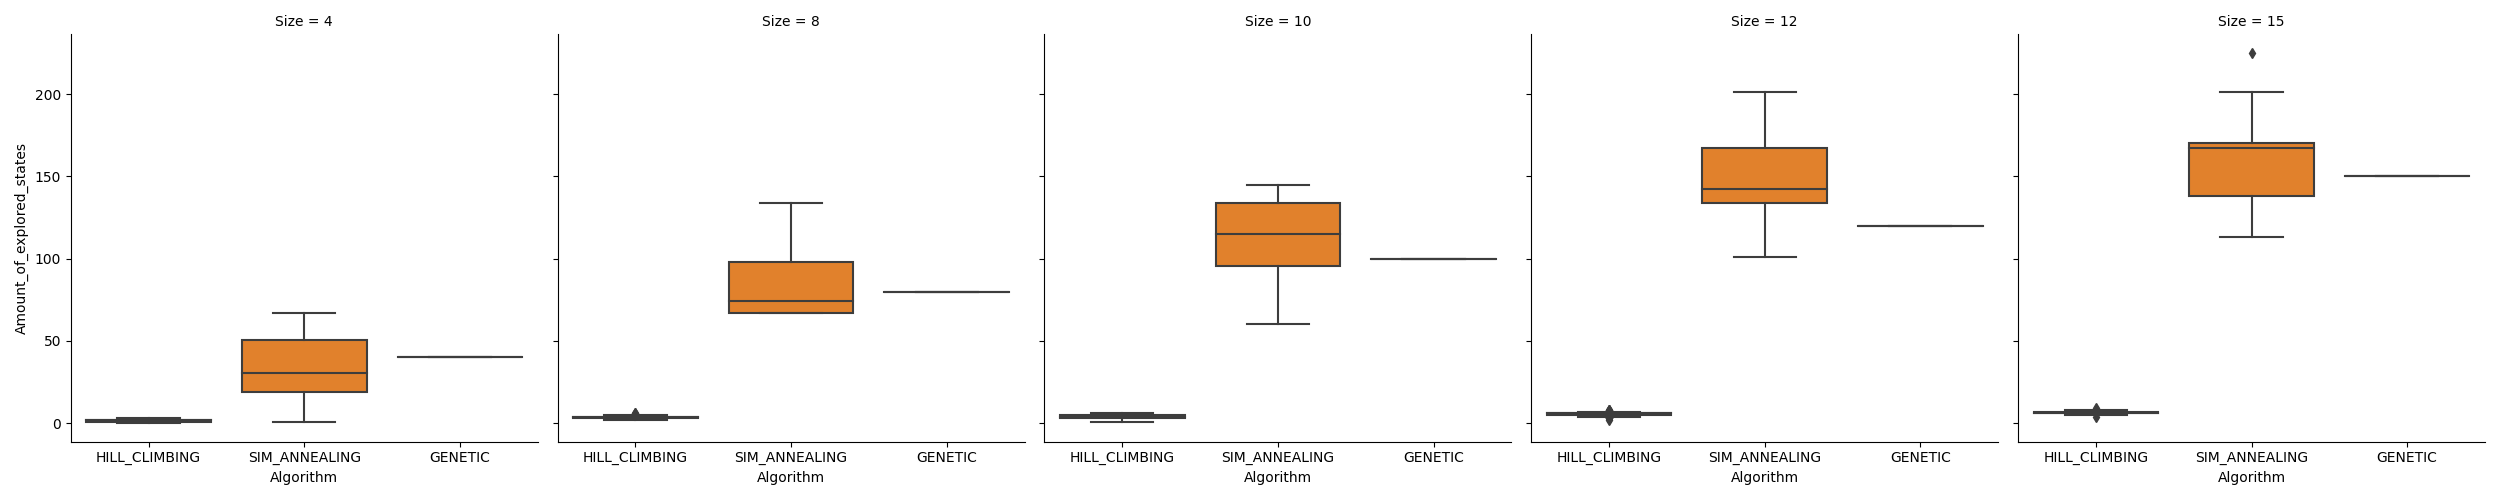 Size = 4
Size = 8
Size = 10
Size = 12
Size = 15
Amount_of_explored_states
200
150
100
50
0
HILL_CLIMBING SIM_ANNEALING GENETIC
HILL_CLIMBING SIM_ANNEALING GENETIC
HILL_CLIMBING SIM_ANNEALING GENETIC
HILL_CLIMBING SIM_ANNEALING GENETIC
HILL_CLIMBING SIM_ANNEALING GENETIC
Algorithm
Algorithm
Algorithm
Algorithm
Algorithm